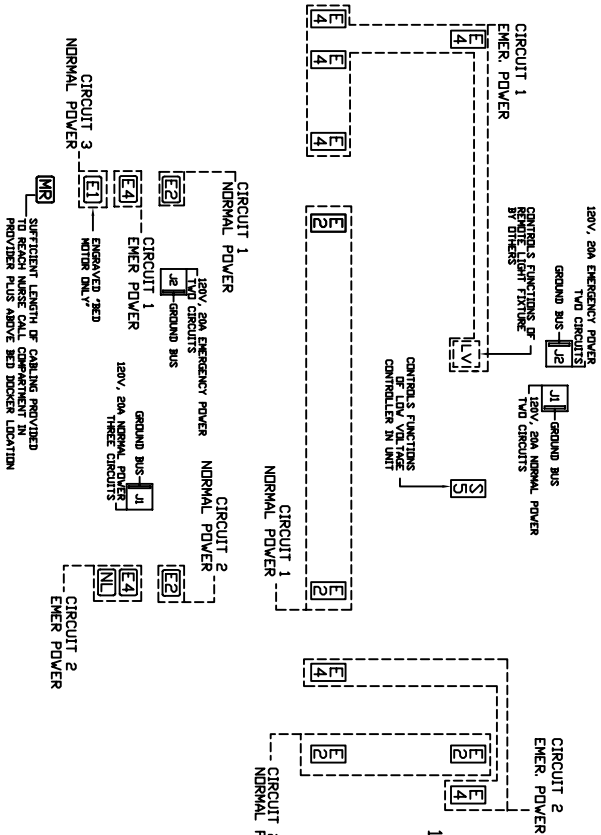 120V, 20A EMERGENCY POWER
TWO CIRCUITS
GROUND BUS
J2
J1
GROUND BUS
120V, 20A NORMAL POWER
TWO CIRCUITS
CIRCUIT 1
EMER. POWER
CONTROLS FUNCTIONS OF
REMOTE LIGHT FIXTURE
BY OTHERS
LV
CONTROLS FUNCTIONS
OF LOW VOLTAGE
CONTROLLER IN UNIT
S5
CIRCUIT 2
EMER. POWER
E4
E4
E4
E4
E2
E2
CIRCUIT 1
NORMAL POWER
E4
E2
E2
E4
1
CIRCUIT
NORMAL
CIRCUIT 1
NORMAL POWER
E2
120V, 20A EMERGENCY POWER
TWO CIRCUITS
J2
GROUND BUS
CIRCUIT 1
EMER POWER
E4
E1
ENGRAVED "BED
MOTOR ONLY"
CIRCUIT 3
NORMAL POWER
GROUND BUS
J1
120V, 20A NORMAL POWER
THREE CIRCUITS
CIRCUIT 2
NORMAL POWER
E2
E4
NL
CIRCUIT 2
EMER POWER
MR
SUFFICIENT LENGTH OF CABLING PROVIDED
TO REACH NURSE CALL COMPARTMENT IN
PROVIDER PLUS ABOVE BED DOCKER LOCATION